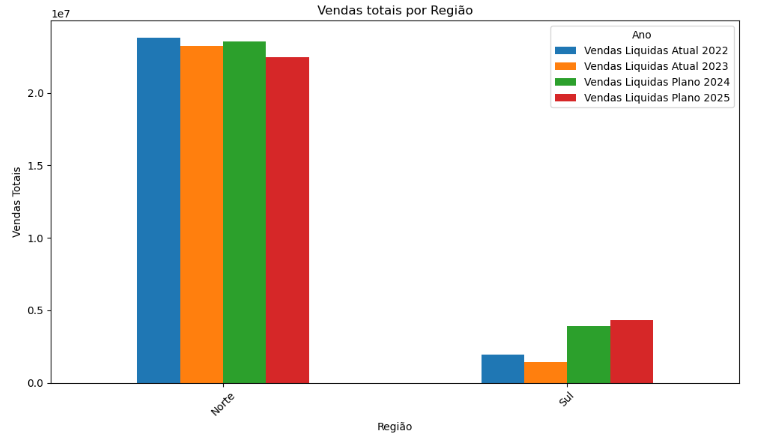 Vendas totais por Região
1e7
Ano
Vendas Liquidas Atual 2022
Vendas Liquidas Atual 2023
Vendas Liquidas Plano 2024
Vendas Liquidas Plano 2025
2.0
1.5
1.0
0.5
0.0
Vendas Totais
Norte
Sul
Região